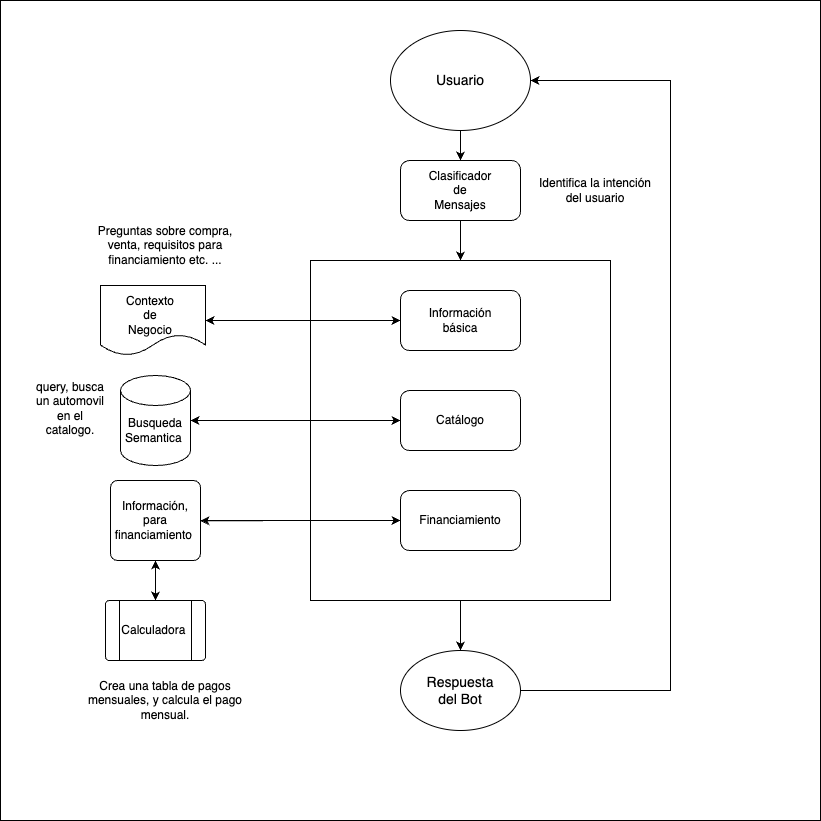 Usuario
Clasificador
de
Mensajes
Identifica la intención
del usuario
Preguntas sobre compra,
venta, requisitos para
financiamiento etc. ...
Contexto
de
Negocio
Información
básica
query, busca
un automovil
en el
catalogo.
Busqueda
Semantica
Catálogo
Información,
para
financiamiento
Financiamiento
Calculadora
Crea una tabla de pagos
mensuales, y calcula el pago
mensual.
Respuesta
del Bot